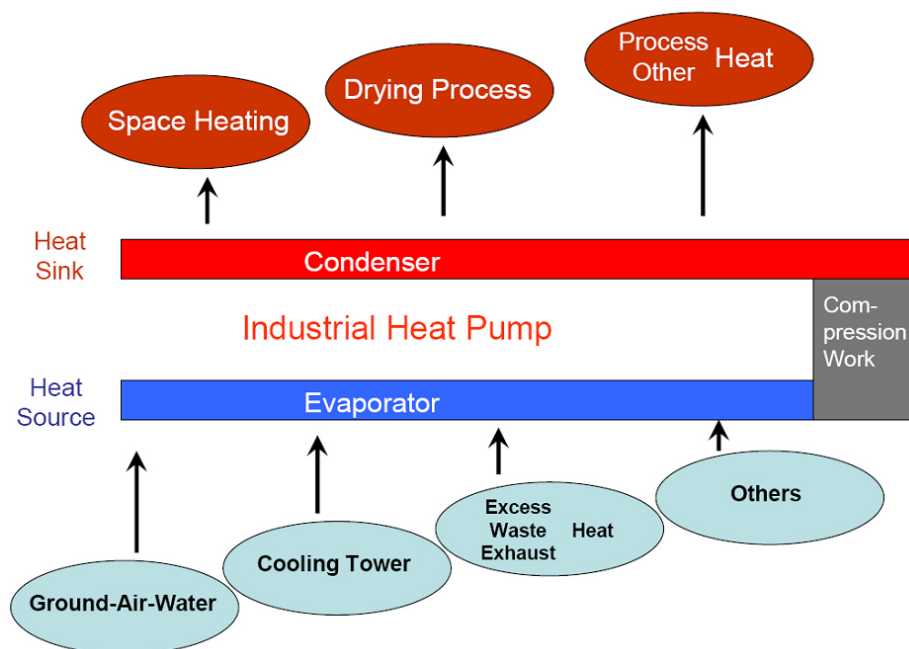 Space Heating
Drying Process
Process
Other
Heat
Heat
Sink
Condenser
Industrial Heat Pump
Com-
pression
Work
Heat
Source
Evaporator
Ground-Air-Water
Cooling Tower
Excess
Waste
Exhaust
Heat
Others